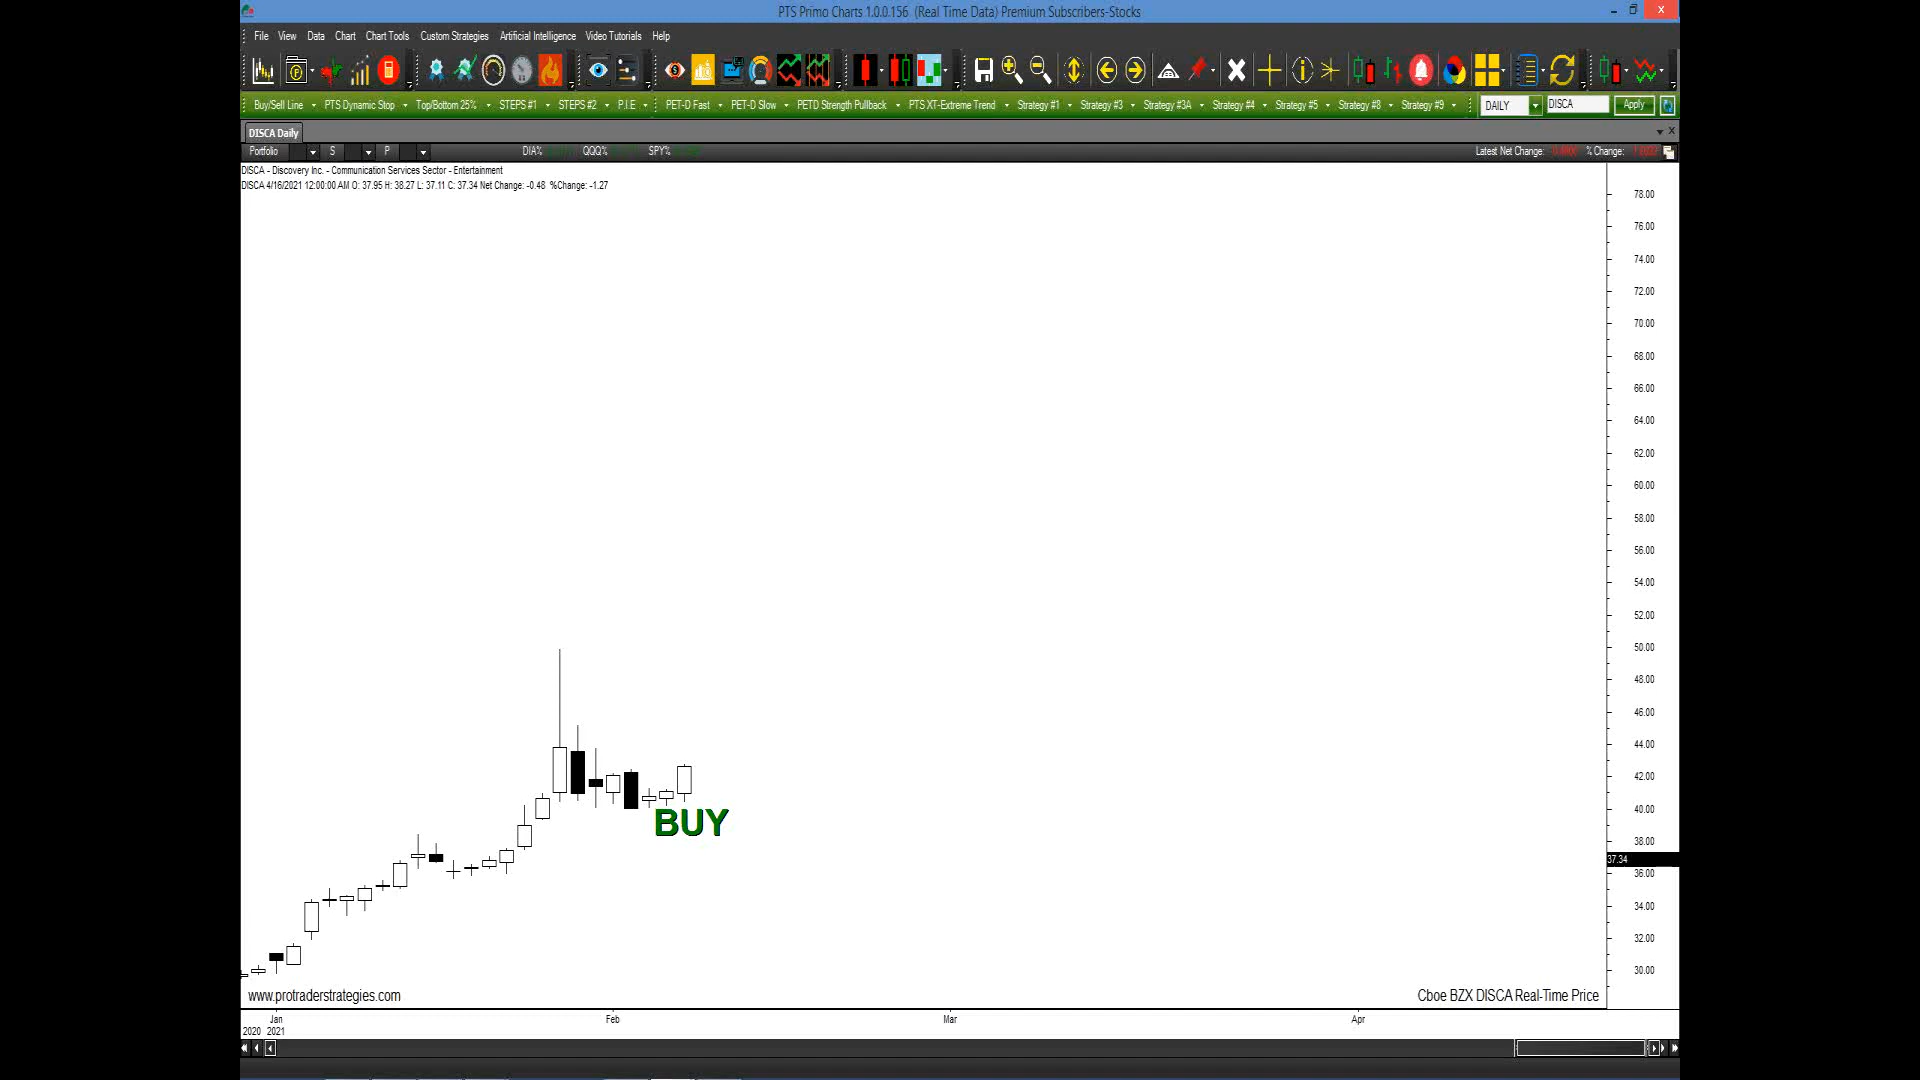 PTS Primo Charts 1.0.0.156 (Real Time Data) Premium Subscribers-Stocks
File View Data Chart Chart Tools Custom Strategies Artificial Intelligence Video Tutorials Help
Buy/Sell Line PTS Dynamic Stop Top/Bottom 25% STEPS #1 STEPS #2 P.I.E PET-D Fast PET-D Slow PETD Strength Pullback PTS XT-Extreme Trend Strategy #1 Strategy #3 Strategy #3A Strategy #4 Strategy #5 Strategy #8 Strategy #9 DAILY DISCA Apply
DISCA Daily
Portfolio S P DIA% QQQ% SPY% Latest Net Change: % Change:
DISCA - Discovery Inc. - Communication Services Sector - Entertainment
DISCA 4/16/2021 12:00:00 AM O: 37.95 H: 38.27 L: 37.11 C: 37.34 Net Change: -0.48 %Change: -1.27
78.00
76.00
74.00
72.00
70.00
68.00
66.00
64.00
62.00
60.00
58.00
56.00
54.00
52.00
50.00
48.00
46.00
44.00
42.00
40.00
BUY
38.00
37.34
36.00
34.00
32.00
30.00
www.protraderstrategies.com Cboe BZX DISCA Real-Time Price
Jan Feb Mar Apr
2020 2021